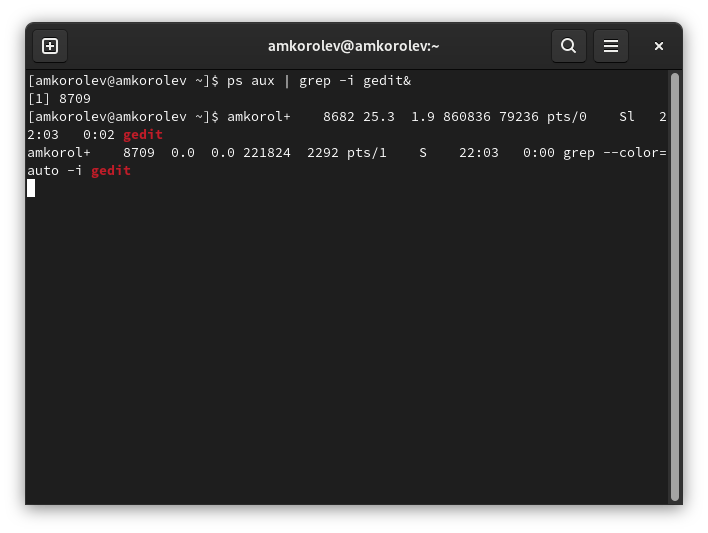 amkorolev@amkorolev:~
[amkorolev@amkorolev ~]$ ps aux | grep -i gedit&
[1] 8709
[amkorolev@amkorolev ~]$ amkorol+    8682 25.3  1.9 860836 79236 pts/0    Sl   2
2:03   0:02 gedit
amkorol+    8709  0.0  0.0 221824  2292 pts/1    S    22:03   0:00 grep --color=
auto -i gedit